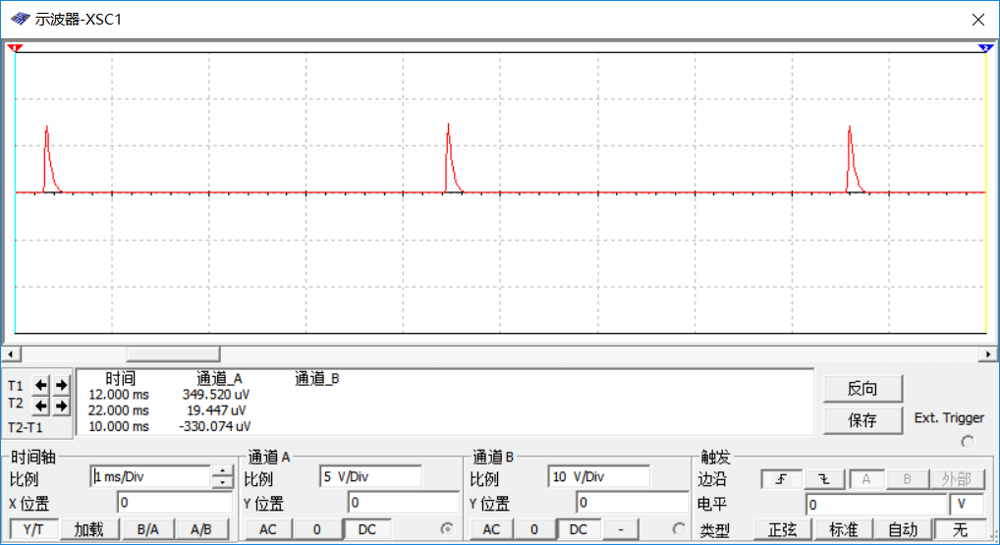 示波器-XSC1
时间 通道_A 通道_B
T1 12.000 ms 349.520 uV
T2 22.000 ms 19.447 uV
T2-T1 10.000 ms -330.074 uV
反向
保存
Ext. Trigger
时间轴
比例 1 ms/Div
X 位置 0
Y/T 加载 B/A A/B
通道 A
比例 5 V/Div
Y 位置 0
AC 0 DC
通道 B
比例 10 V/Div
Y 位置 0
AC 0 DC -
触发
边沿 A B 外部
电平 0 V
类型 正弦 标准 自动 无